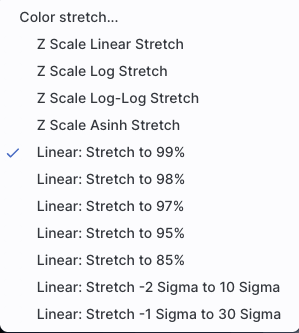 Color stretch...
Z Scale Linear Stretch
Z Scale Log Stretch
Z Scale Log-Log Stretch
Z Scale Asinh Stretch
Linear: Stretch to 99%
Linear: Stretch to 98%
Linear: Stretch to 97%
Linear: Stretch to 95%
Linear: Stretch to 85%
Linear: Stretch -2 Sigma to 10 Sigma
Linear: Stretch -1 Sigma to 30 Sigma